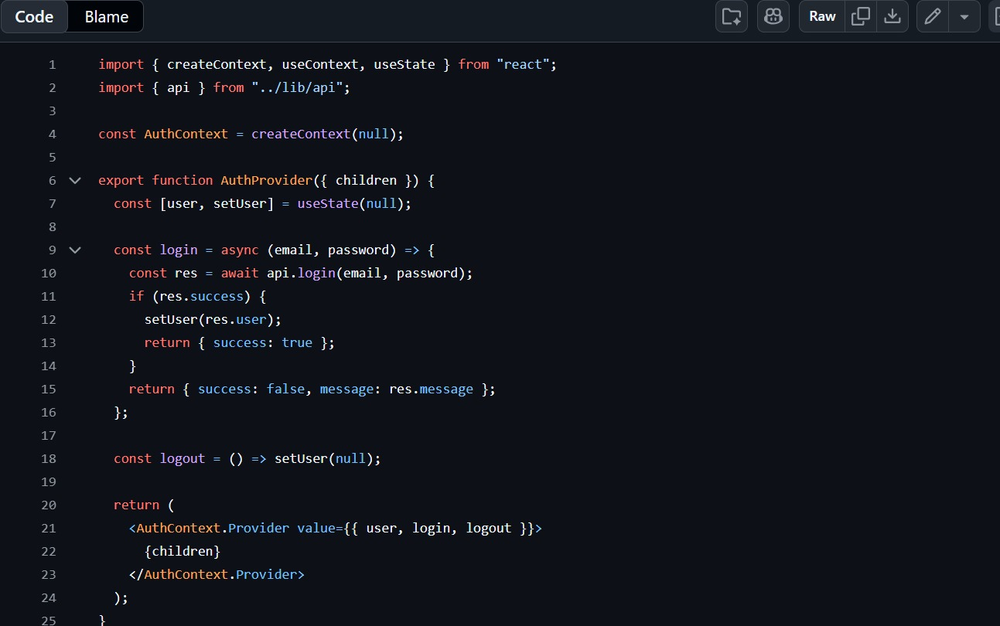 Code Blame Raw
1 import { createContext, useContext, useState } from "react";
2 import { api } from "../lib/api";
3
4 const AuthContext = createContext(null);
5
6 export function AuthProvider({ children }) {
7   const [user, setUser] = useState(null);
8
9   const login = async (email, password) => {
10     const res = await api.login(email, password);
11     if (res.success) {
12       setUser(res.user);
13       return { success: true };
14     }
15     return { success: false, message: res.message };
16   };
17
18   const logout = () => setUser(null);
19
20   return (
21     <AuthContext.Provider value={{ user, login, logout }}>
22       {children}
23     </AuthContext.Provider>
24   );
25 }